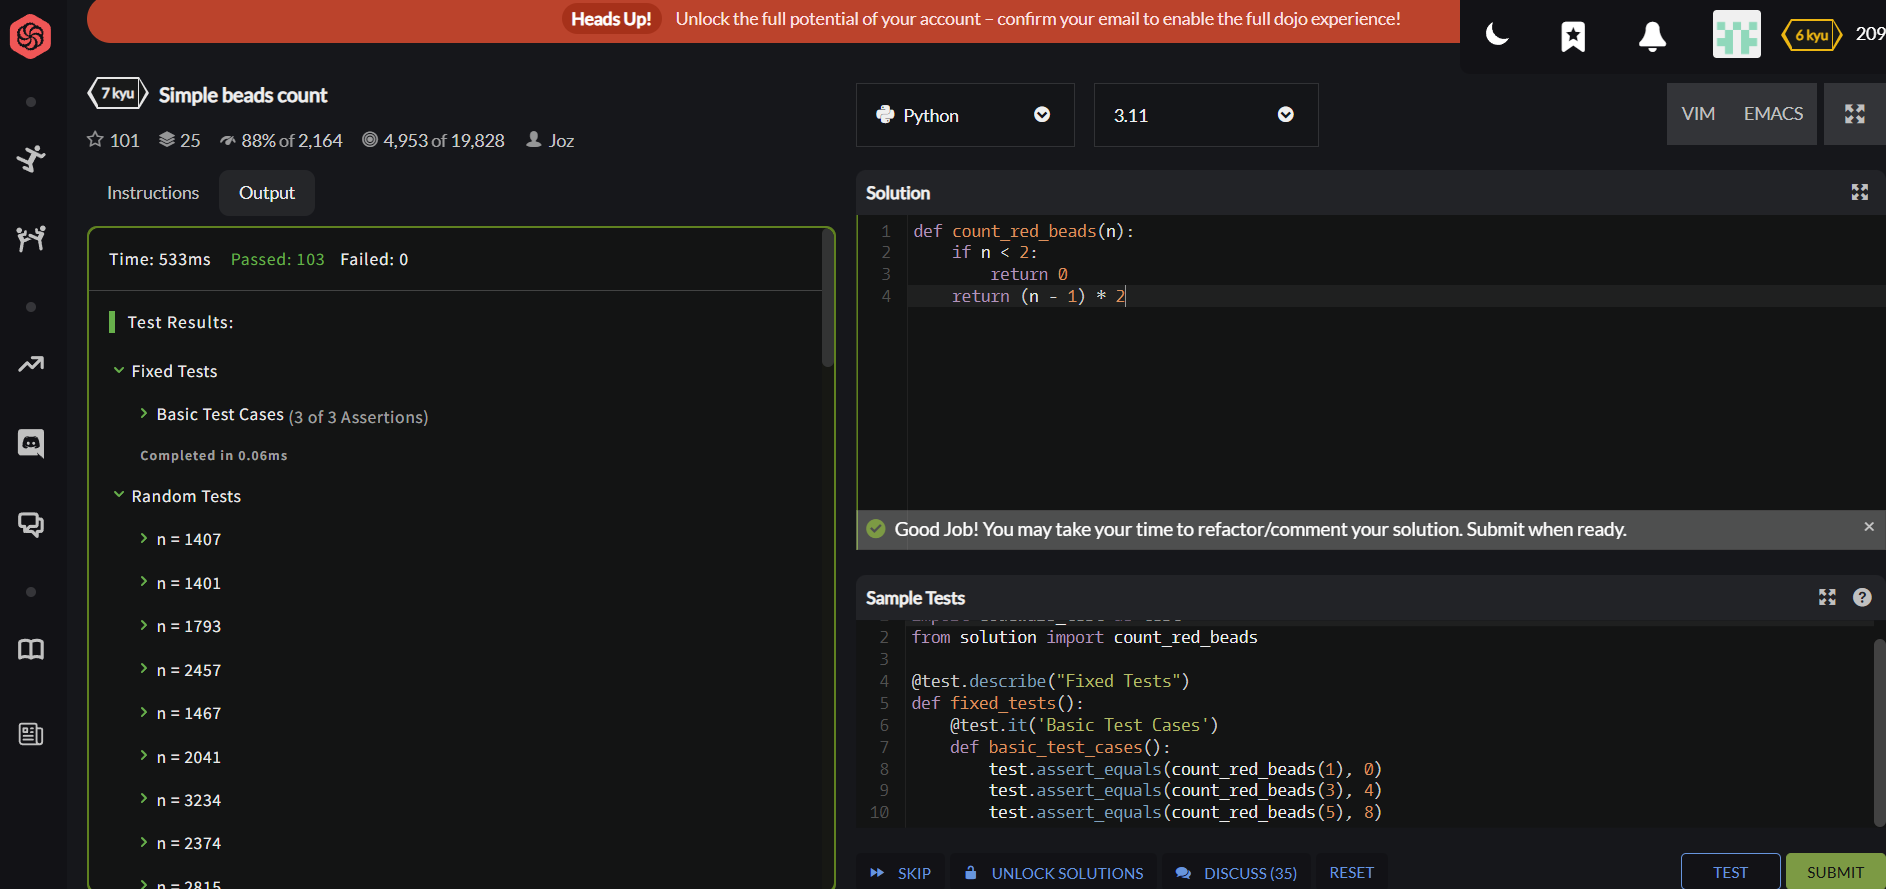 Heads Up! Unlock the full potential of your account – confirm your email to enable the full dojo experience!
6 kyu 209
7 kyu Simple beads count
101 25 88% of 2,164 4,953 of 19,828 Joz
Instructions Output
Time: 533ms Passed: 103 Failed: 0
Test Results:
Fixed Tests
Basic Test Cases (3 of 3 Assertions)
Completed in 0.06ms
Random Tests
n = 1407
n = 1401
n = 1793
n = 2457
n = 1467
n = 2041
n = 3234
n = 2374
n = 2815
Python 3.11 VIM EMACS
Solution
1 def count_red_beads(n):
2 if n < 2:
3 return 0
4 return (n - 1) * 2
Good Job! You may take your time to refactor/comment your solution. Submit when ready. ×
Sample Tests ?
2 from solution import count_red_beads
3
4 @test.describe("Fixed Tests")
5 def fixed_tests():
6 @test.it('Basic Test Cases')
7 def basic_test_cases():
8 test.assert_equals(count_red_beads(1), 0)
9 test.assert_equals(count_red_beads(3), 4)
10 test.assert_equals(count_red_beads(5), 8)
SKIP UNLOCK SOLUTIONS DISCUSS (35) RESET TEST SUBMIT